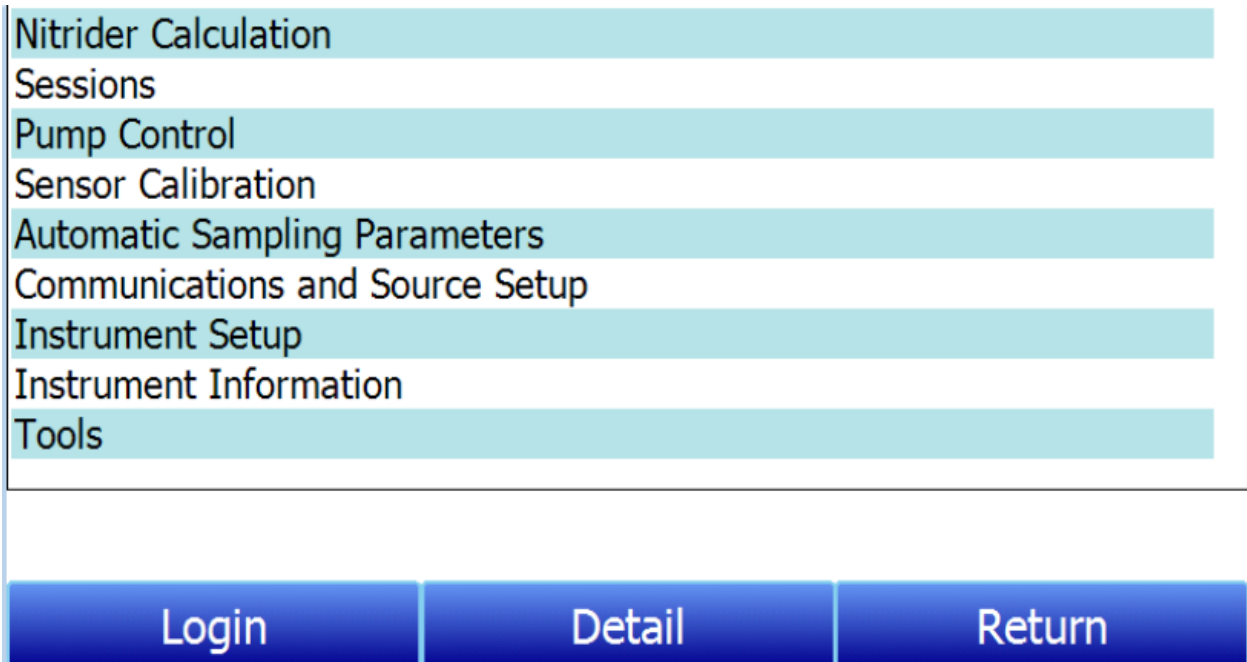 Nitrider Calculation
Sessions
Pump Control
Sensor Calibration
Automatic Sampling Parameters
Communications and Source Setup
Instrument Setup
Instrument Information
Tools
Login Detail Return